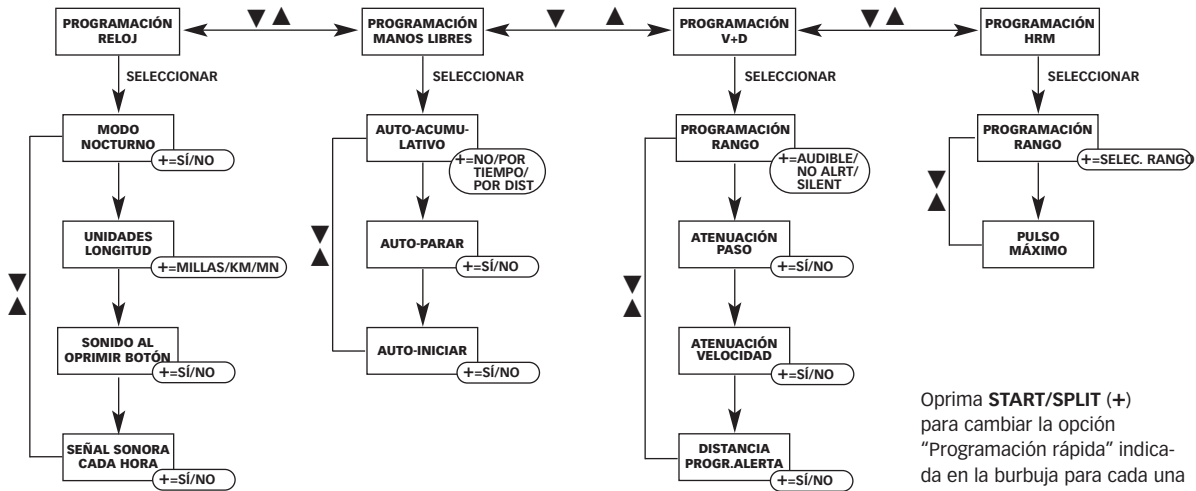 PROGRAMACIÓN
RELOJ
▼ ▲
PROGRAMACIÓN
MANOS LIBRES
▼ ▲
PROGRAMACIÓN
V+D
▼ ▲
PROGRAMACIÓN
HRM
SELECCIONAR
SELECCIONAR
SELECCIONAR
SELECCIONAR
MODO
NOCTURNO
+=SÍ/NO
UNIDADES
LONGITUD
+=MILLAS/KM/MN
SONIDO AL
OPRIMIR BOTÓN
+=SÍ/NO
SEÑAL SONORA
CADA HORA
+=SÍ/NO
▼
▲
AUTO-ACUMU-
LATIVO
+=NO/POR
TIEMPO/
POR DIST
AUTO-PARAR
+=SÍ/NO
AUTO-INICIAR
+=SÍ/NO
▼
▲
PROGRAMACIÓN
RANGO
+=AUDIBLE/
NO ALRT/
SILENT
ATENUACIÓN
PASO
+=SÍ/NO
ATENUACIÓN
VELOCIDAD
+=SÍ/NO
DISTANCIA
PROGR.ALERTA
+=SÍ/NO
▼
▲
PROGRAMACIÓN
RANGO
+=SELEC. RANGO
PULSO
MÁXIMO
▼
▲
Oprima START/SPLIT (+)
para cambiar la opción
“Programación rápida” indica-
da en la burbuja para cada una